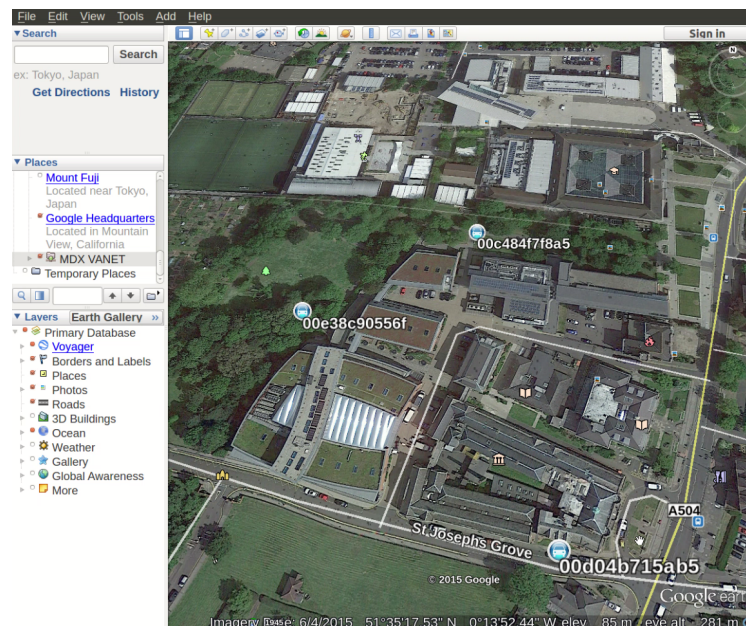 File Edit View Tools Add Help
Search
Search
ex: Tokyo, Japan
Get Directions History
Places
Mount Fuji
Located near Tokyo,
Japan
Google Headquarters
Located in Mountain
View, California
MDX VANET
Temporary Places
Layers Earth Gallery »
Primary Database
Voyager
Borders and Labels
Places
Photos
Roads
3D Buildings
Ocean
Weather
Gallery
Global Awareness
More
Sign in
N
00c484f7f8a5
00e38c90556f
A504
St Josephs Grove
00d04b715ab5
© 2015 Google
Google earth
1945
Imagery Date: 6/4/2015 51°35'17.53" N 0°13'52.44" W elev 85 m eye alt 281 m